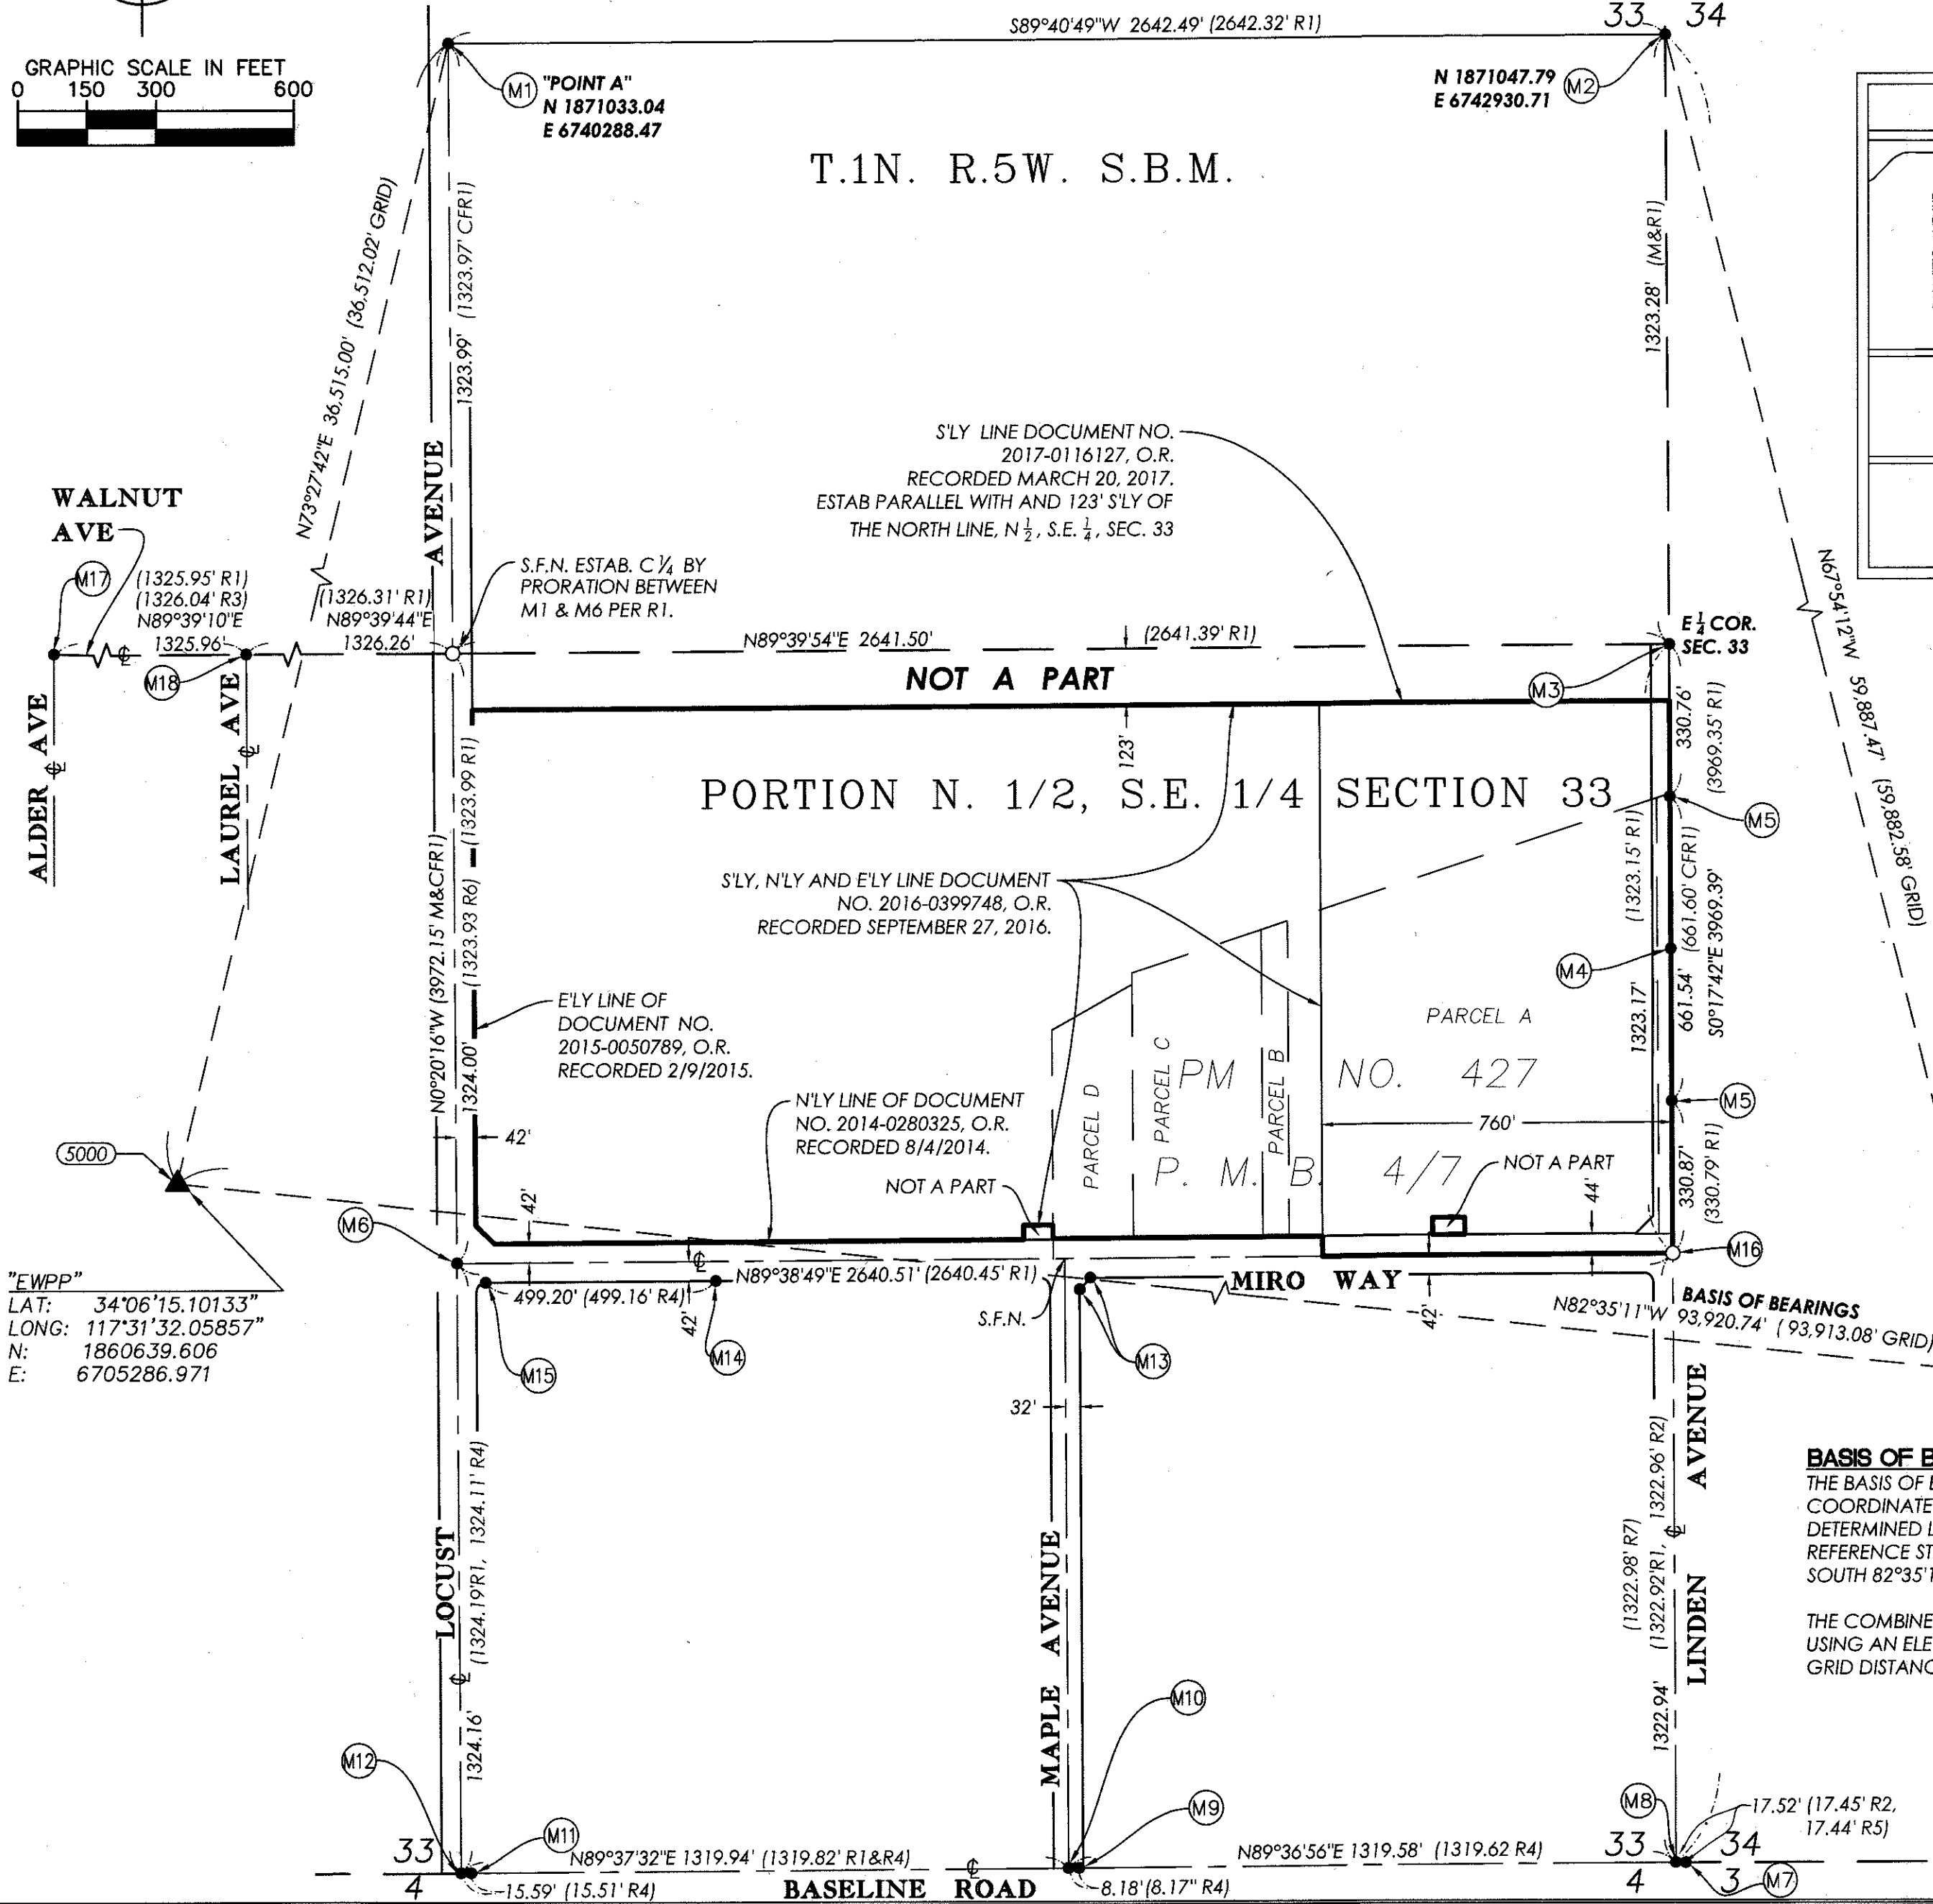 GRAPHIC SCALE IN FEET
0 150 300 600
S89°40'49"W 2642.49' (2642.32' R1)
33 34
M1 "POINT A"
N 1871033.04
E 6740288.47
N 1871047.79
E 6742930.71
M2
T.1N. R.5W. S.B.M.
N73°27'42"E 36,515.00' (36,512.02' GRID)
1323.99' (1323.97' CFR1)
1323.28' (M&R1)
AVENUE
S'LY LINE DOCUMENT NO.
2017-0116127, O.R.
RECORDED MARCH 20, 2017.
ESTAB PARALLEL WITH AND 123' S'LY OF
THE NORTH LINE, N ½, S.E. ¼, SEC. 33
WALNUT
AVE
M17
(1325.95' R1)
(1326.04' R3)
N89°39'10"E
1325.96'
(1326.31' R1)
N89°39'44"E
1326.26'
S.F.N. ESTAB. C ¼ BY
PRORATION BETWEEN
M1 & M6 PER R1.
N67°54'12"W 59,887.47' (59,882.58' GRID)
N89°39'54"E 2641.50' (2641.39' R1)
E ¼ COR.
SEC. 33
℄
M18
NOT A PART
M3
ALDER ℄ AVE
LAUREL ℄ AVE
123'
330.76'
(3969.35' R1)
PORTION N. 1/2, S.E. 1/4 SECTION 33
M5
N0°20'16"W (3972.15' M&CFR1)
(1323.93 R6) (1323.99 R1)
1324.00'
S'LY, N'LY AND E'LY LINE DOCUMENT
NO. 2016-0399748, O.R.
RECORDED SEPTEMBER 27, 2016.
(1323.15' R1)
1323.17'
(661.60' CFR1)
661.54'
S0°17'42"E 3969.39'
M4
E'LY LINE OF
DOCUMENT NO.
2015-0050789, O.R.
RECORDED 2/9/2015.
PARCEL A
PARCEL D
PARCEL C
PARCEL B
PM NO. 427
N'LY LINE OF DOCUMENT
NO. 2014-0280325, O.R.
RECORDED 8/4/2014.
M5
760'
42'
5000
P. M. B. 4/7
NOT A PART
NOT A PART
330.87'
(330.79' R1)
44'
42'
M6
M16
℄
N89°38'49"E 2640.51' (2640.45' R1)
MIRO WAY
499.20' (499.16' R4)
42'
S.F.N.
42'
BASIS OF BEARINGS
N82°35'11"W 93,920.74' ( 93,913.08' GRID)
"EWPP"
LAT: 34°06'15.10133"
LONG: 117°31'32.05857"
N: 1860639.606
E: 6705286.971
M15
M14
M13
32'
LOCUST
℄ (1324.19'R1, 1324.11' R4)
1324.16'
MAPLE AVENUE
LINDEN ℄ AVENUE
(1322.98' R7)
(1322.92'R1, 1322.96' R2)
1322.94'
BASIS OF B
THE BASIS OF
COORDINATE
DETERMINED
REFERENCE ST
SOUTH 82°35'1
THE COMBINE
USING AN ELE
GRID DISTANC
M10
M12
M9
M8
M11
17.52' (17.45' R2,
17.44' R5)
33
N89°37'32"E 1319.94' (1319.82' R1&R4)
℄
N89°36'56"E 1319.58' (1319.62 R4)
33 34
4
15.59' (15.51' R4)
BASELINE ROAD
8.18'(8.17" R4)
4 3
M7